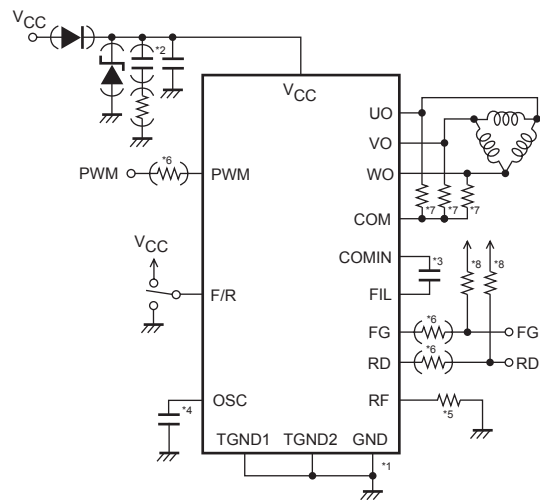 VCC
*2
VCC
UO
VO
WO
*7 *7 *7
COM
PWM
*6
PWM
COMIN
*3
FIL
*8 *8
VCC
F/R
FG
*6
FG
RD
*6
RD
OSC
*4
RF
*5
TGND1 TGND2 GND
*1